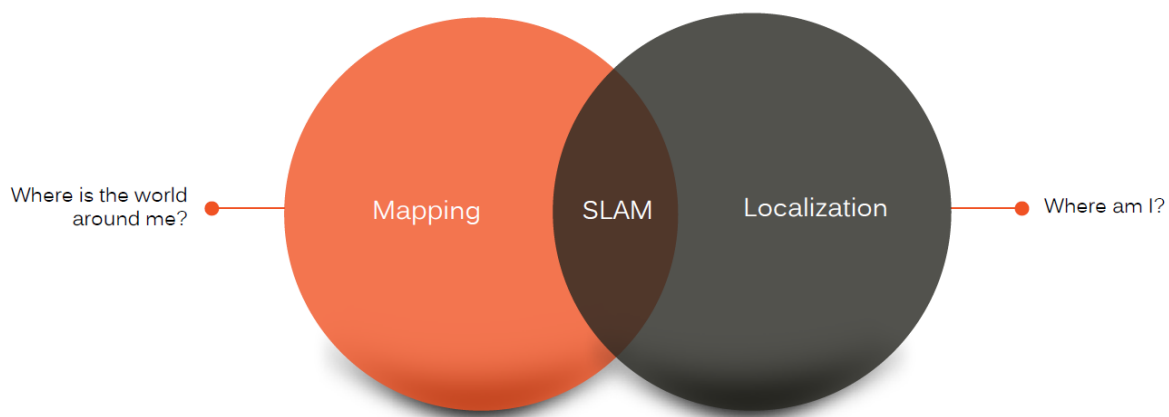 Where is the world
around me?
Mapping
SLAM
Localization
Where am I?